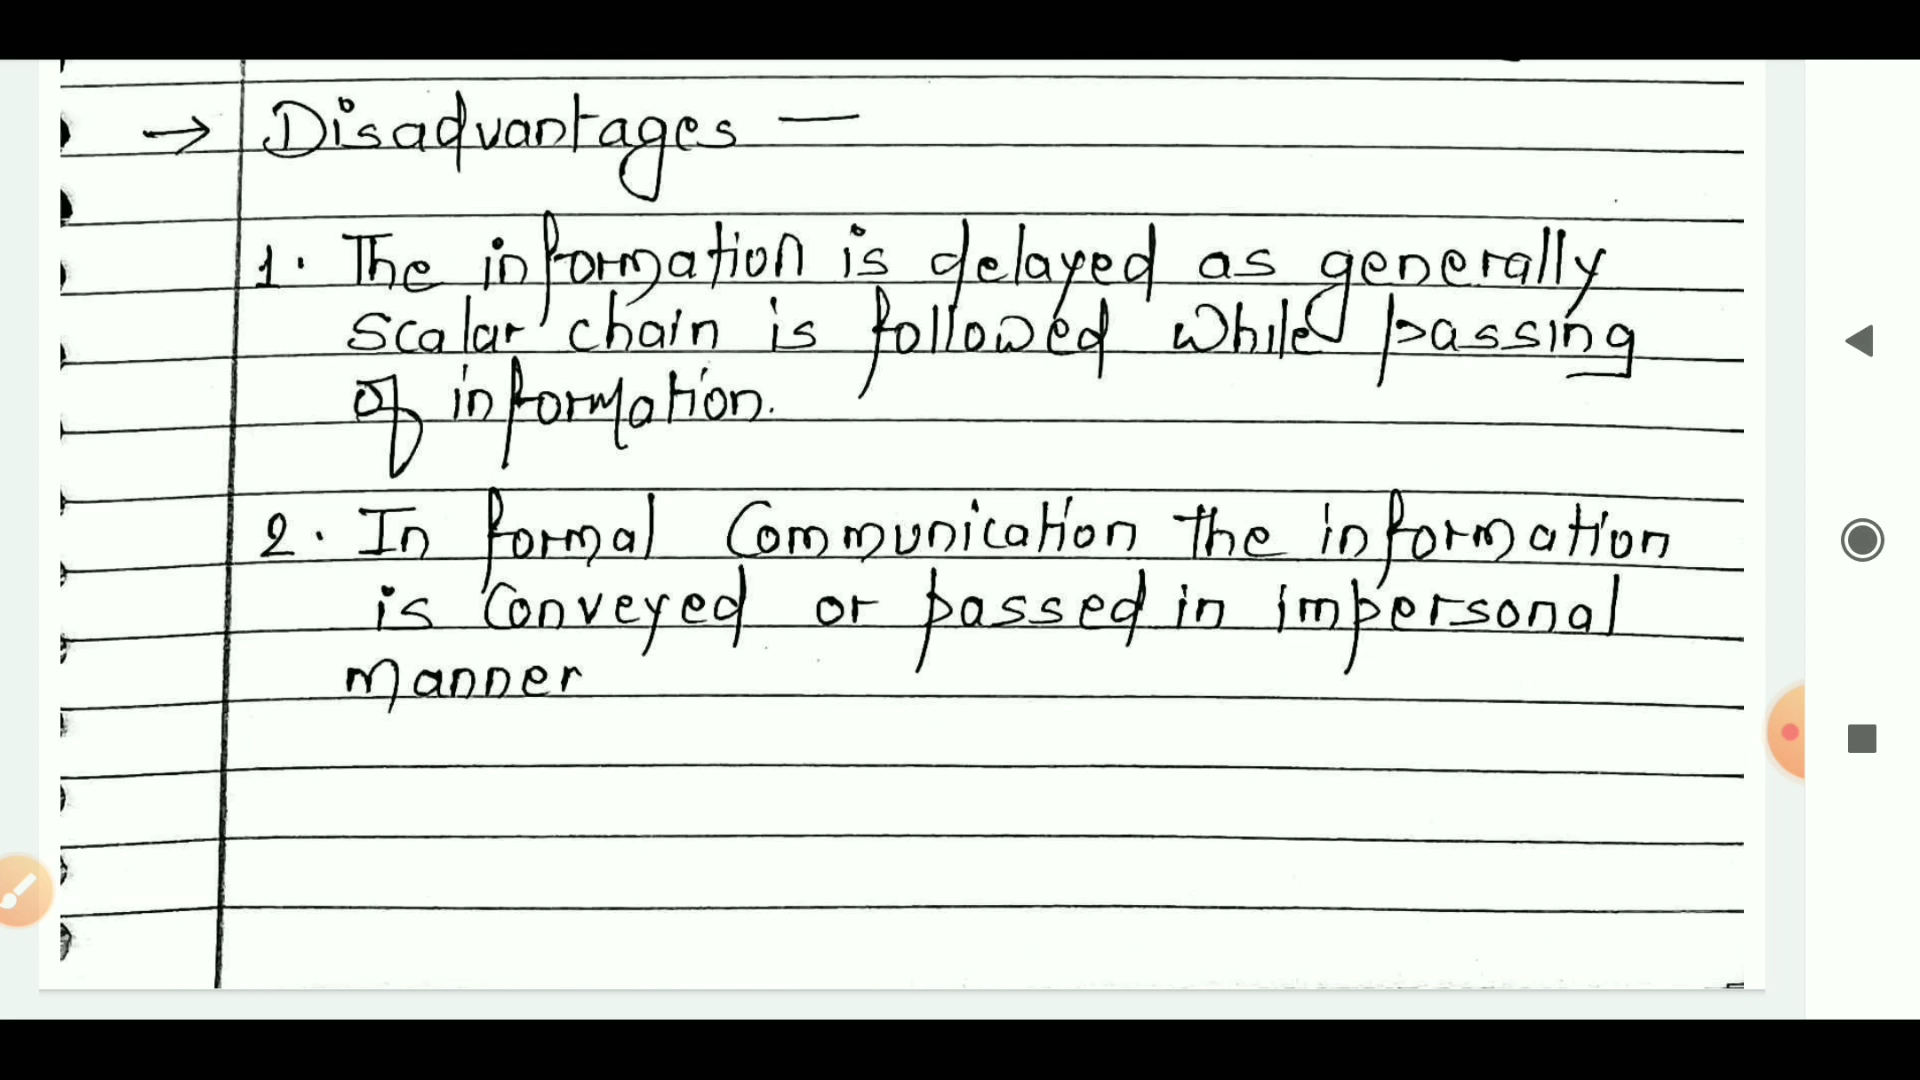 → Disadvantages —
1. The information is delayed as generally
scalar chain is followed while passing
of information.
2. In formal Communication the information
is Conveyed or passed in impersonal
manner